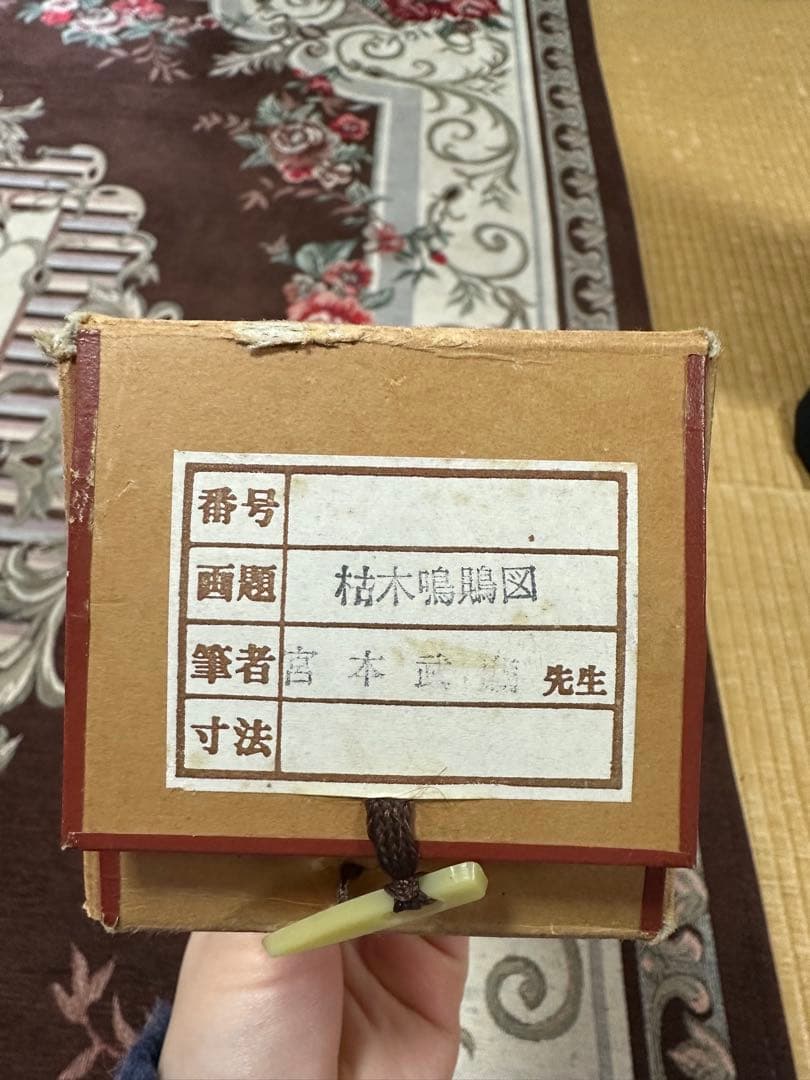 番号
画題 枯木鳴鵙図
筆者 宮本武 先生
寸法